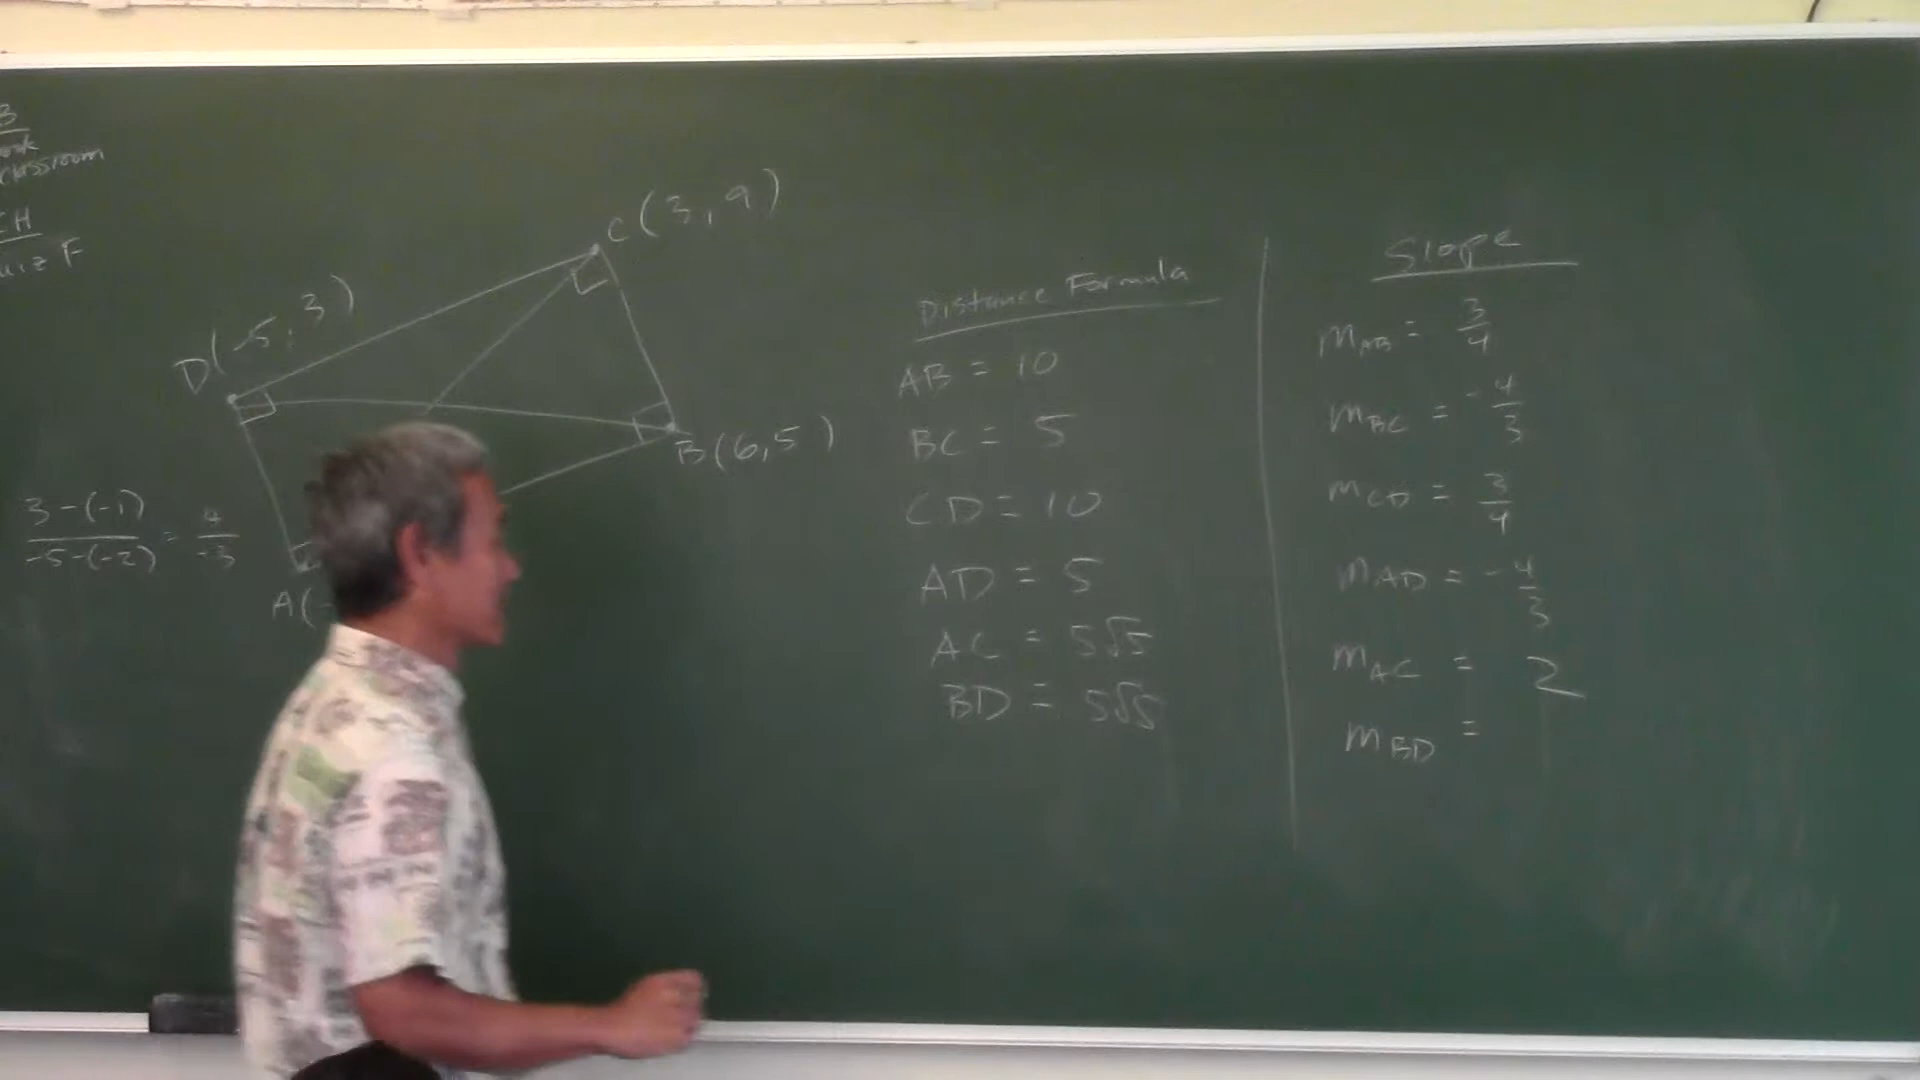 B
classroom
F
C(3,9)
D(-5,3)
B(6,5)
3-(-1)/-5-(-2) = 4/-3
A(-
Distance Formula
AB = 10
BC = 5
CD = 10
AD = 5
AC = 5√5
BD = 5√5
Slope
mAB = 3/4
mBC = -4/3
mCD = 3/4
mAD = -4/3
mAC = 2
mBD =